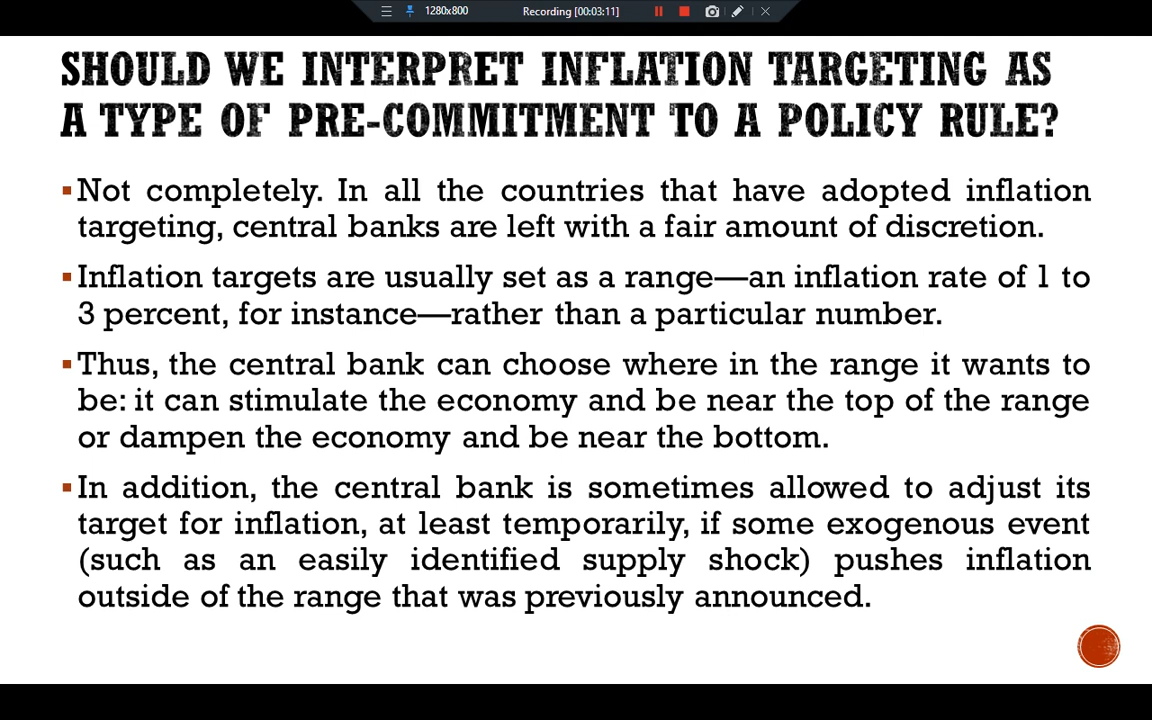 1280x800
Recording [00:03:11]
SHOULD WE INTERPRET INFLATION TARGETING AS
A TYPE OF PRE-COMMITMENT TO A POLICY RULE?
▪Not completely. In all the countries that have adopted inflation
targeting, central banks are left with a fair amount of discretion.
▪Inflation targets are usually set as a range—an inflation rate of 1 to
3 percent, for instance—rather than a particular number.
▪Thus, the central bank can choose where in the range it wants to
be: it can stimulate the economy and be near the top of the range
or dampen the economy and be near the bottom.
▪In addition, the central bank is sometimes allowed to adjust its
target for inflation, at least temporarily, if some exogenous event
(such as an easily identified supply shock) pushes inflation
outside of the range that was previously announced.